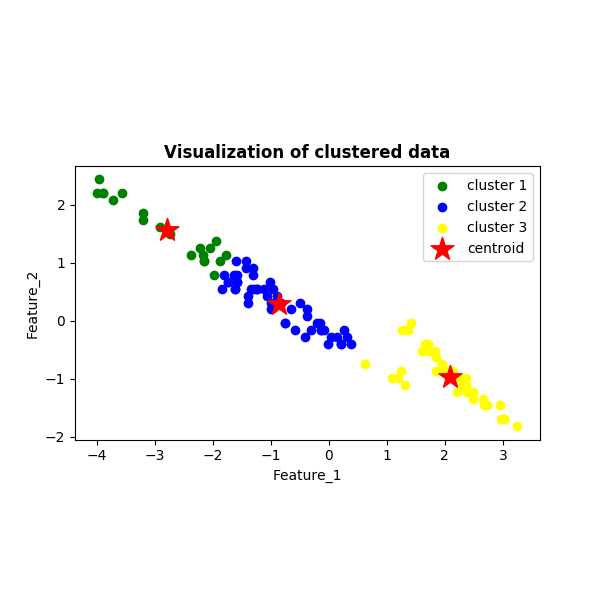 Visualization of clustered data
cluster 1
cluster 2
cluster 3
centroid
Feature_2
2
1
0
−1
−2
−4
−3
−2
−1
0
1
2
3
Feature_1